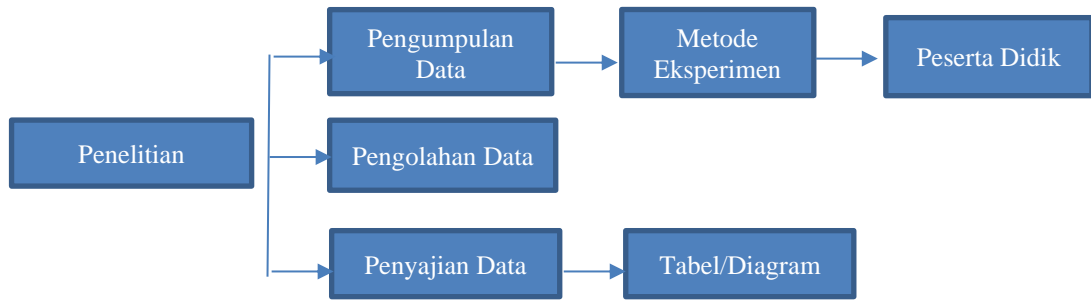 Penelitian
Pengumpulan
Data
Metode
Eksperimen
Peserta Didik
Pengolahan Data
Penyajian Data
Tabel/Diagram